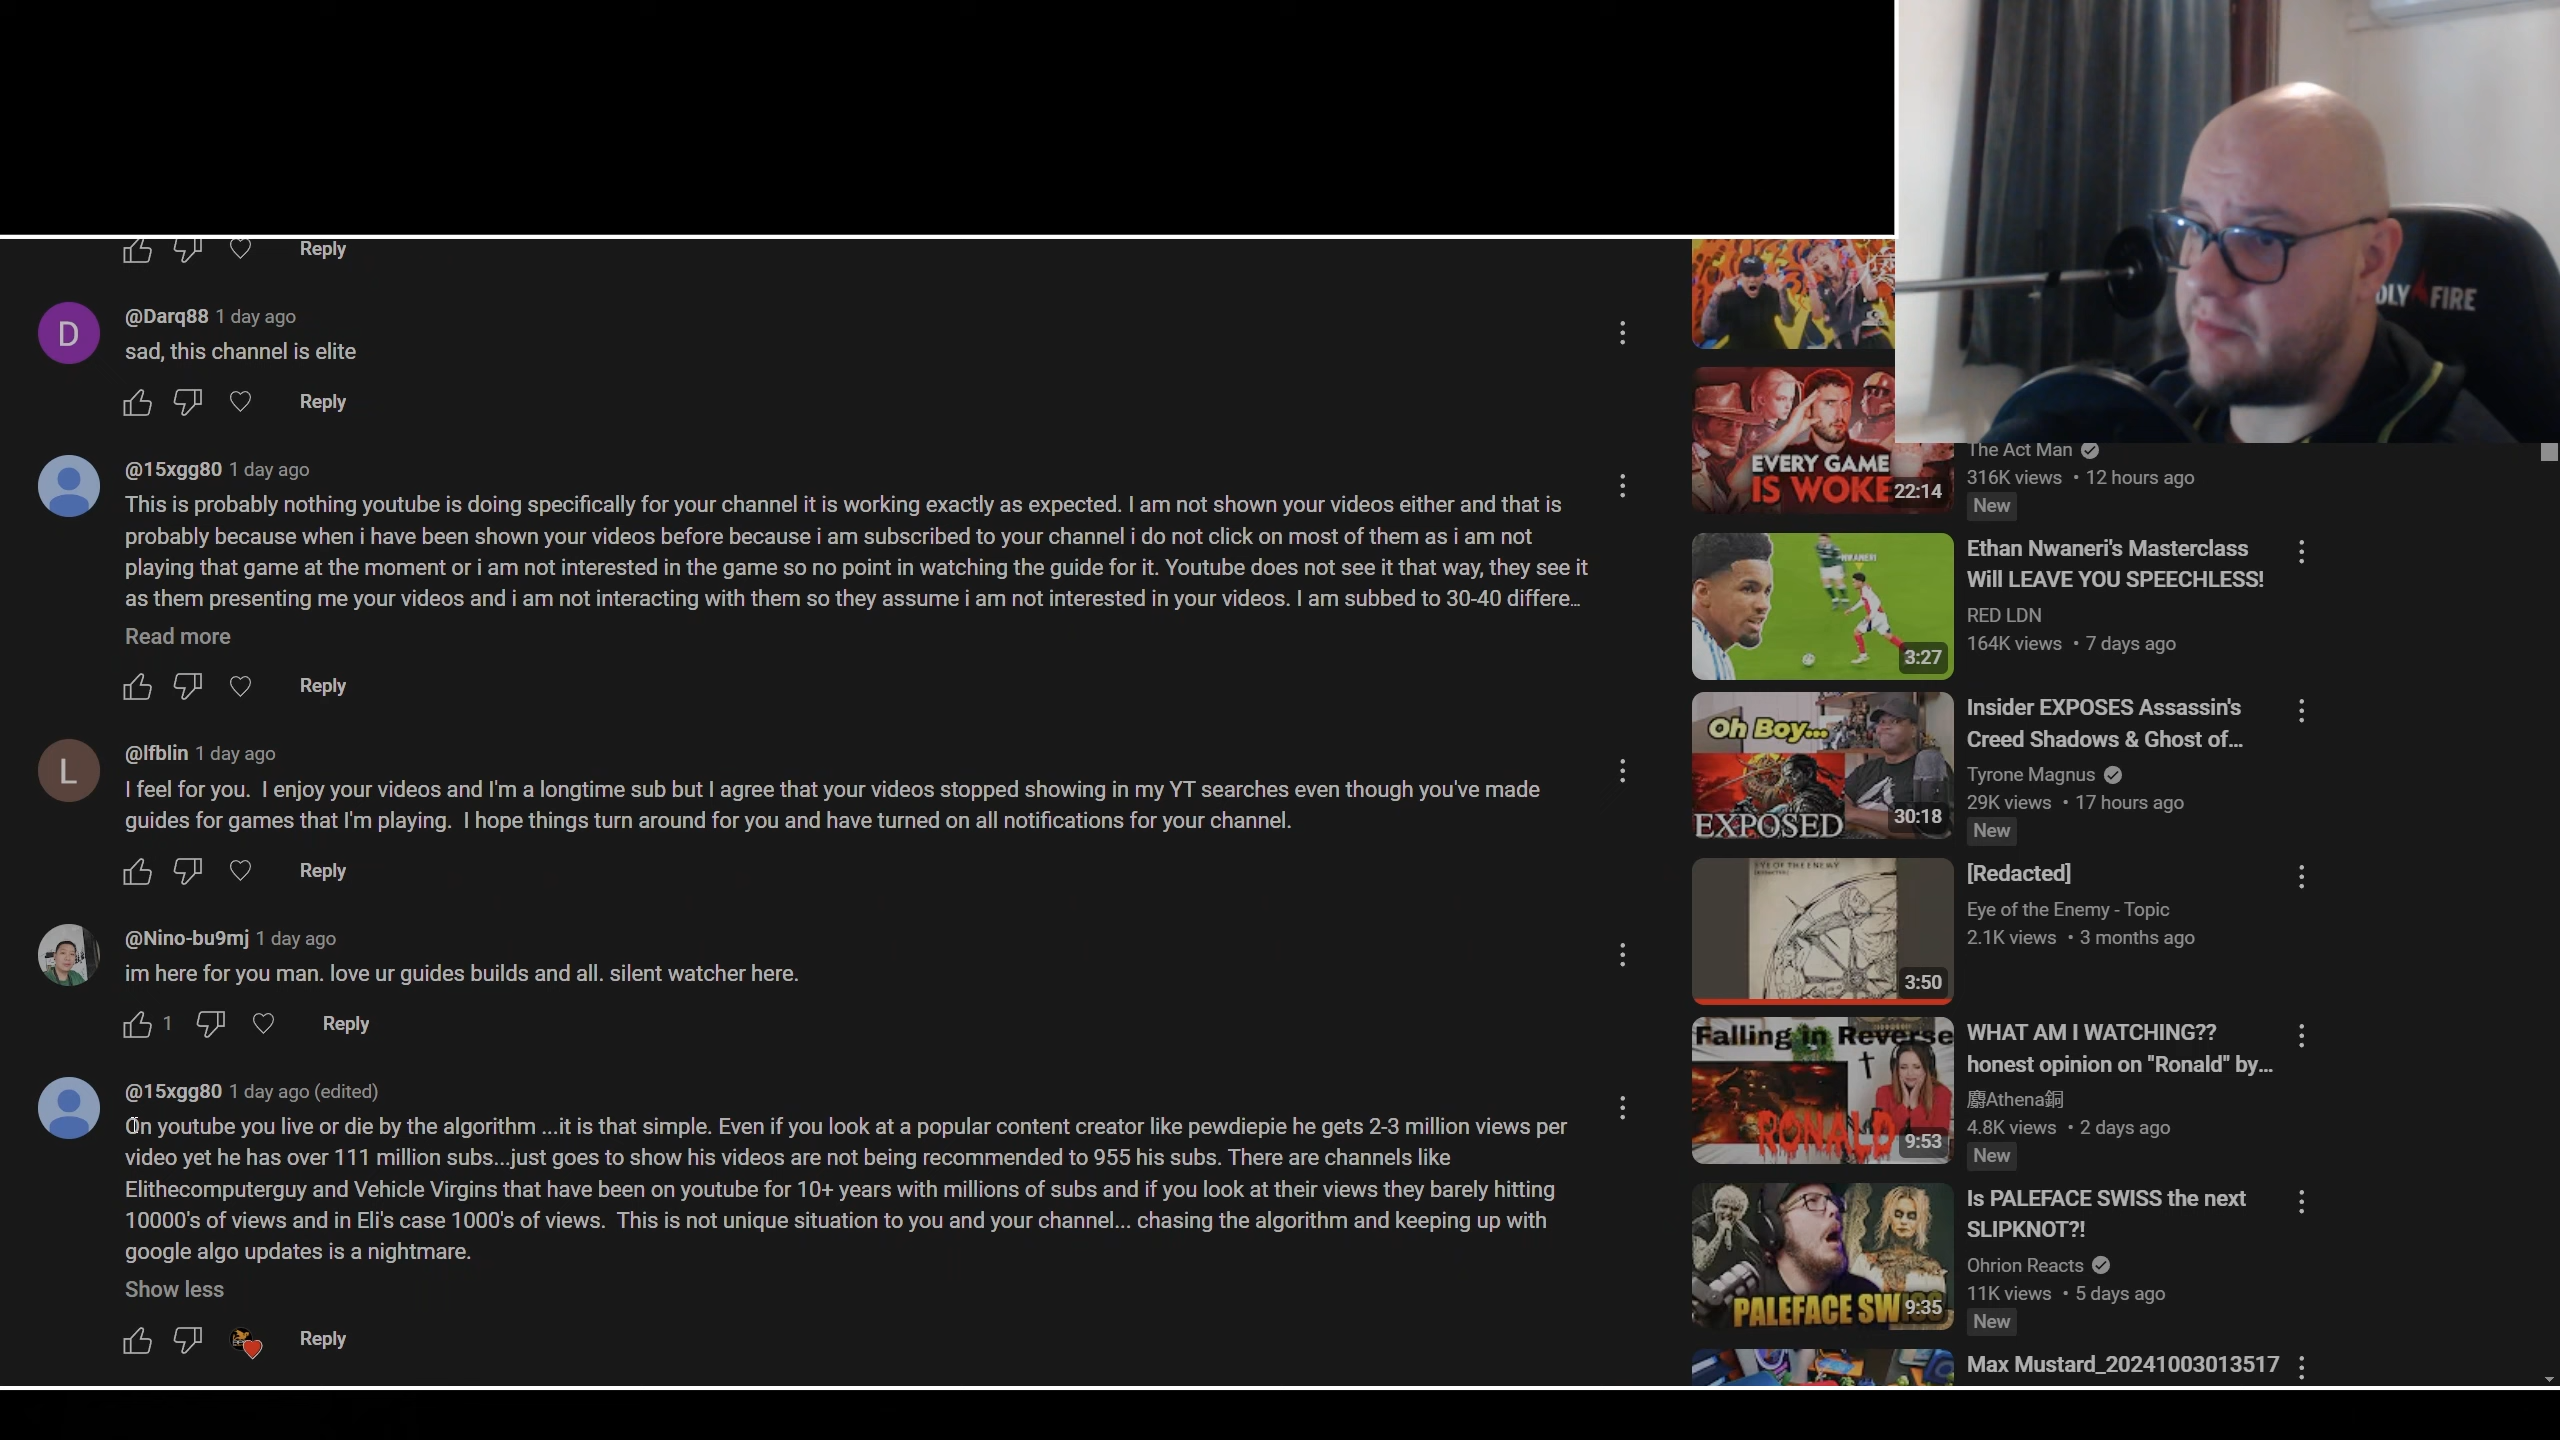 Reply
@Darq88 1 day ago
sad, this channel is elite
Reply
@15xgg80 1 day ago
This is probably nothing youtube is doing specifically for your channel it is working exactly as expected. I am not shown your videos either and that is
probably because when i have been shown your videos before because i am subscribed to your channel i do not click on most of them as i am not
playing that game at the moment or i am not interested in the game so no point in watching the guide for it. Youtube does not see it that way, they see it
as them presenting me your videos and i am not interacting with them so they assume i am not interested in your videos. I am subbed to 30-40 differe...
Read more
Reply
L
@lfblin 1 day ago
I feel for you.  I enjoy your videos and I'm a longtime sub but I agree that your videos stopped showing in my YT searches even though you've made
guides for games that I'm playing.  I hope things turn around for you and have turned on all notifications for your channel.
Reply
@Nino-bu9mj 1 day ago
im here for you man. love ur guides builds and all. silent watcher here.
1
Reply
@15xgg80 1 day ago (edited)
On youtube you live or die by the algorithm ...it is that simple. Even if you look at a popular content creator like pewdiepie he gets 2-3 million views per
video yet he has over 111 million subs...just goes to show his videos are not being recommended to 955 his subs. There are channels like
Elithecomputerguy and Vehicle Virgins that have been on youtube for 10+ years with millions of subs and if you look at their views they barely hitting
10000's of views and in Eli's case 1000's of views.  This is not unique situation to you and your channel... chasing the algorithm and keeping up with
google algo updates is a nightmare.
Show less
Reply
D
FIRE
EVERY GAME
IS WOKE
22:14
The Act Man
316K views • 12 hours ago
New
NWANERI
3:27
Ethan Nwaneri's Masterclass
Will LEAVE YOU SPEECHLESS!
RED LDN
164K views • 7 days ago
Oh Boy...
EXPOSED
30:18
Insider EXPOSES Assassin's
Creed Shadows & Ghost of...
Tyrone Magnus
29K views • 17 hours ago
New
EYE OF THE ENEMY
3:50
[Redacted]
Eye of the Enemy - Topic
2.1K views • 3 months ago
Falling in Reverse
RONALD
9:53
WHAT AM I WATCHING??
honest opinion on "Ronald" by...
麝Athena銅
4.8K views • 2 days ago
New
PALEFACE SWISS
9:35
Is PALEFACE SWISS the next
SLIPKNOT?!
Ohrion Reacts
11K views • 5 days ago
New
Max Mustard_20241003013517